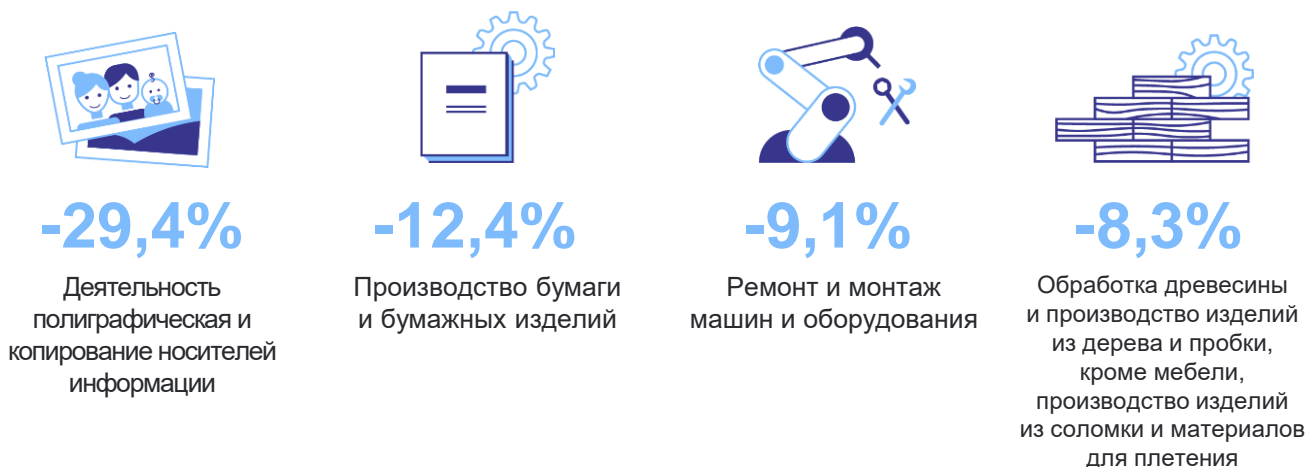 -29,4%
Деятельность
полиграфическая и
копирование носителей
информации
-12,4%
Производство бумаги
и бумажных изделий
-9,1%
Ремонт и монтаж
машин и оборудования
-8,3%
Обработка древесины
и производство изделий
из дерева и пробки,
кроме мебели,
производство изделий
из соломки и материалов
для плетения